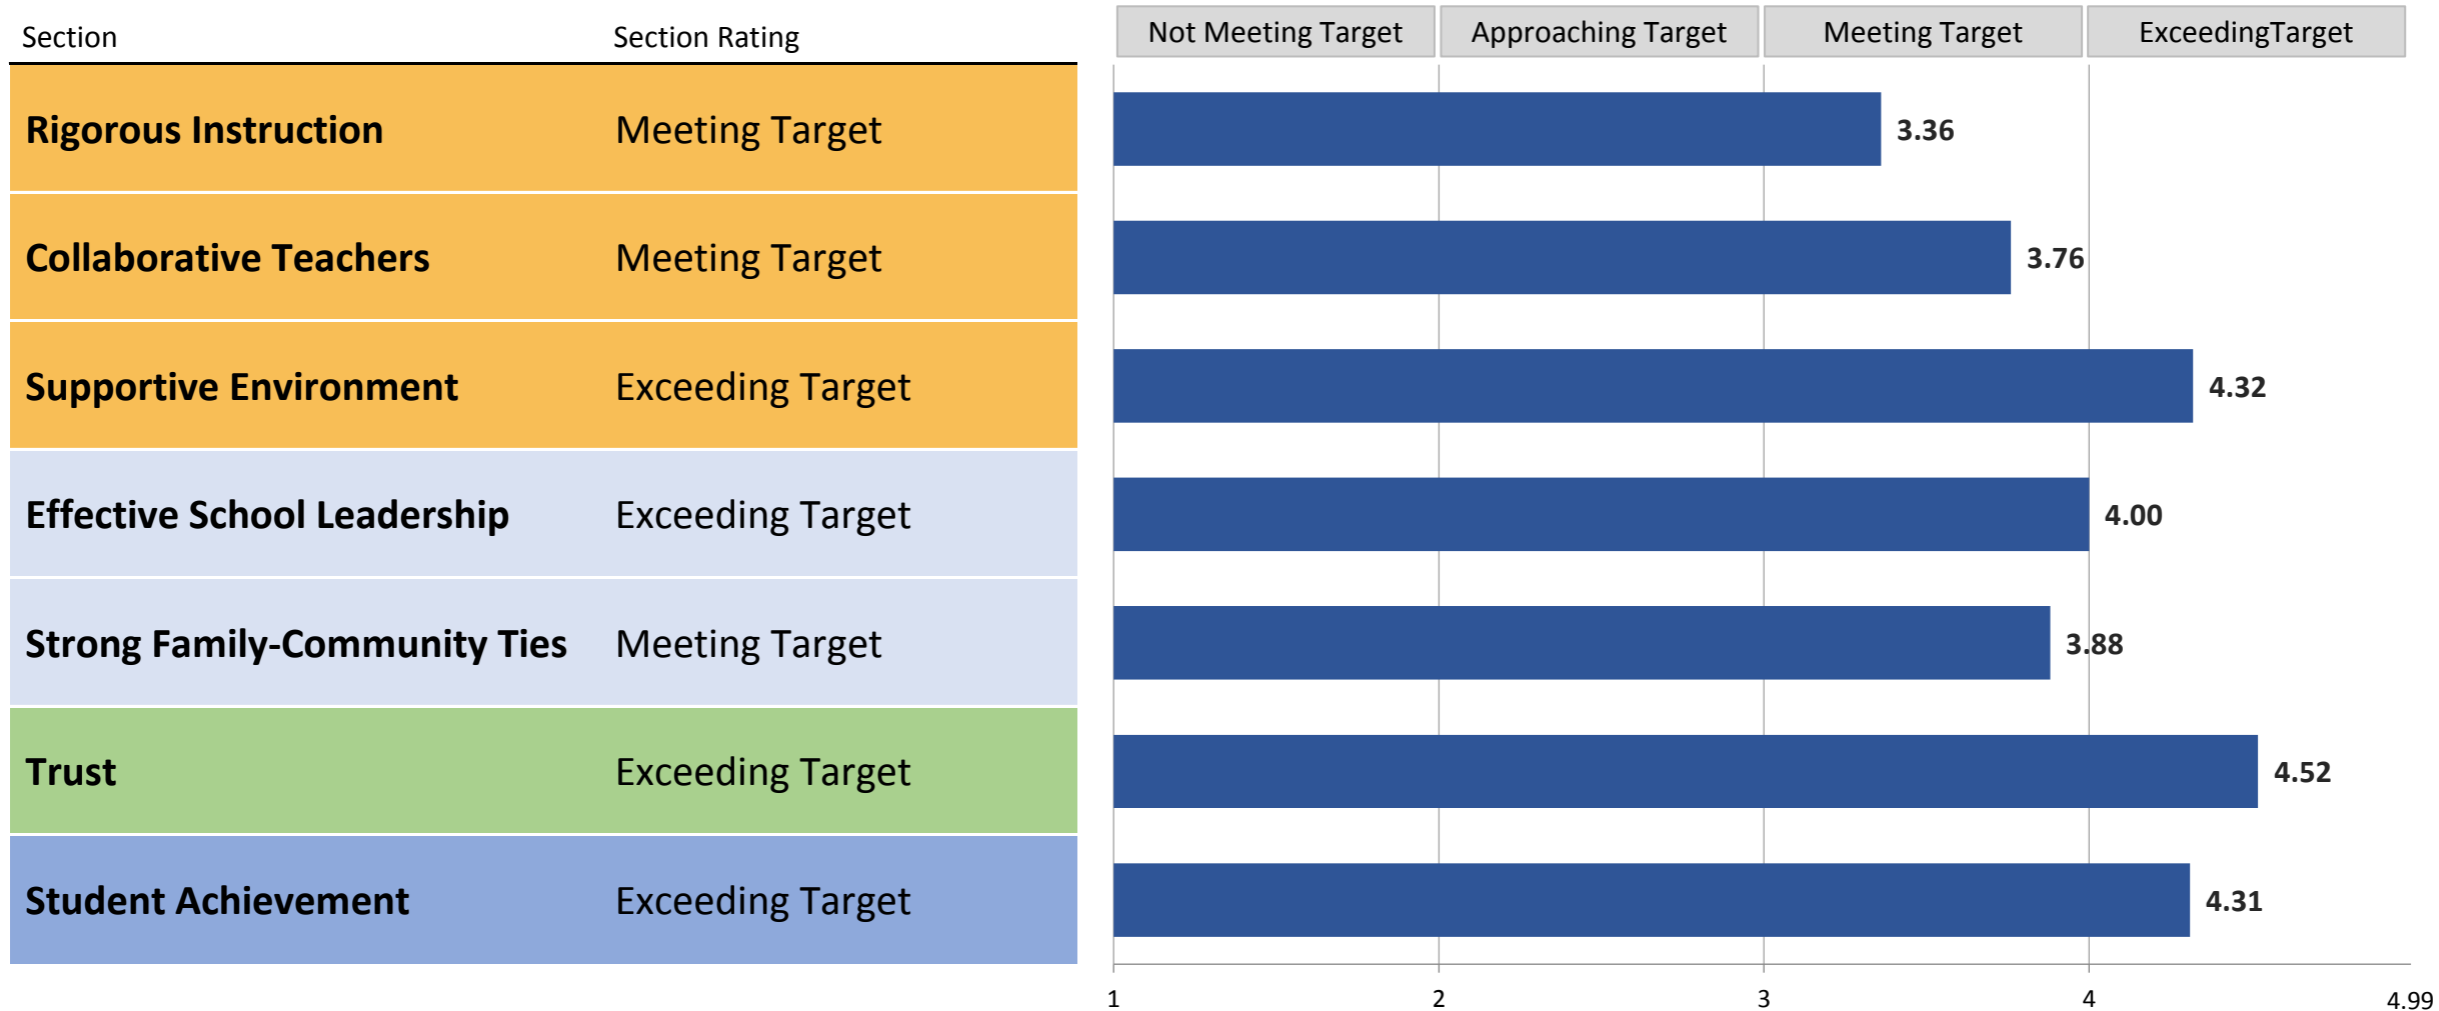 Section Section Rating Not Meeting Target Approaching Target Meeting Target ExceedingTarget
Rigorous Instruction Meeting Target 3.36
Collaborative Teachers Meeting Target 3.76
Supportive Environment Exceeding Target 4.32
Effective School Leadership Exceeding Target 4.00
Strong Family-Community Ties Meeting Target 3.88
Trust Exceeding Target 4.52
Student Achievement Exceeding Target 4.31
1 2 3 4 4.99